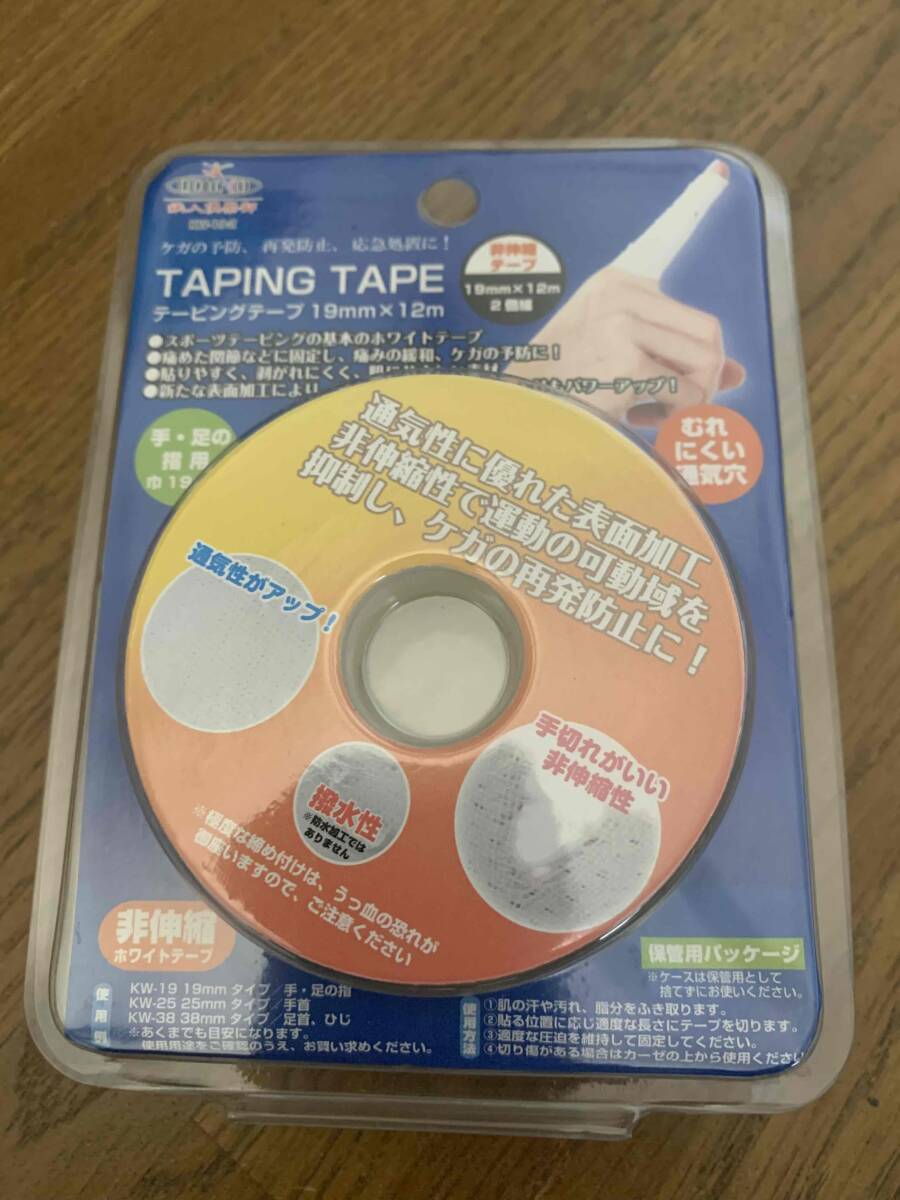 鉄人倶楽部
ケガの予防、再発防止、応急処置に！
TAPING TAPE
テーピングテープ 19mm×12m
非伸縮
テープ
19mm×12m
2個組
●スポーツテーピングの基本のホワイトテープ
●痛めた関節などに固定し、痛みの緩和、ケガの予防に！
●貼りやすく、剥がれにくく、肌に
●新たな表面加工により
もパワーアップ！
手・足の
指用
巾19
むれ
にくい
通気穴
通気性に優れた表面加工
非伸縮性で運動の可動域を
抑制し、ケガの再発防止に！
通気性がアップ！
手切れがいい
非伸縮性
撥水性
※防水加工では
ありません
※極度な締め付けは、うっ血の恐れが
御座いますので、ご注意ください
非伸縮
ホワイトテープ
保管用パッケージ
※ケースは保管用として
捨てずにお使いください。
使用例
KW-19 19mm タイプ／手・足の指
KW-25 25mm タイプ／手首
KW-38 38mm タイプ／足首、ひじ
※あくまでも目安になります。
使用用途をご確認のうえ、お買い求めください。
使用方法
①肌の汗や汚れ、脂分をふき取ります。
②貼る位置に応じ適度な長さにテープを切ります。
③適度な圧迫を維持して固定してください。
④切り傷がある場合はガーゼの上から使用ください